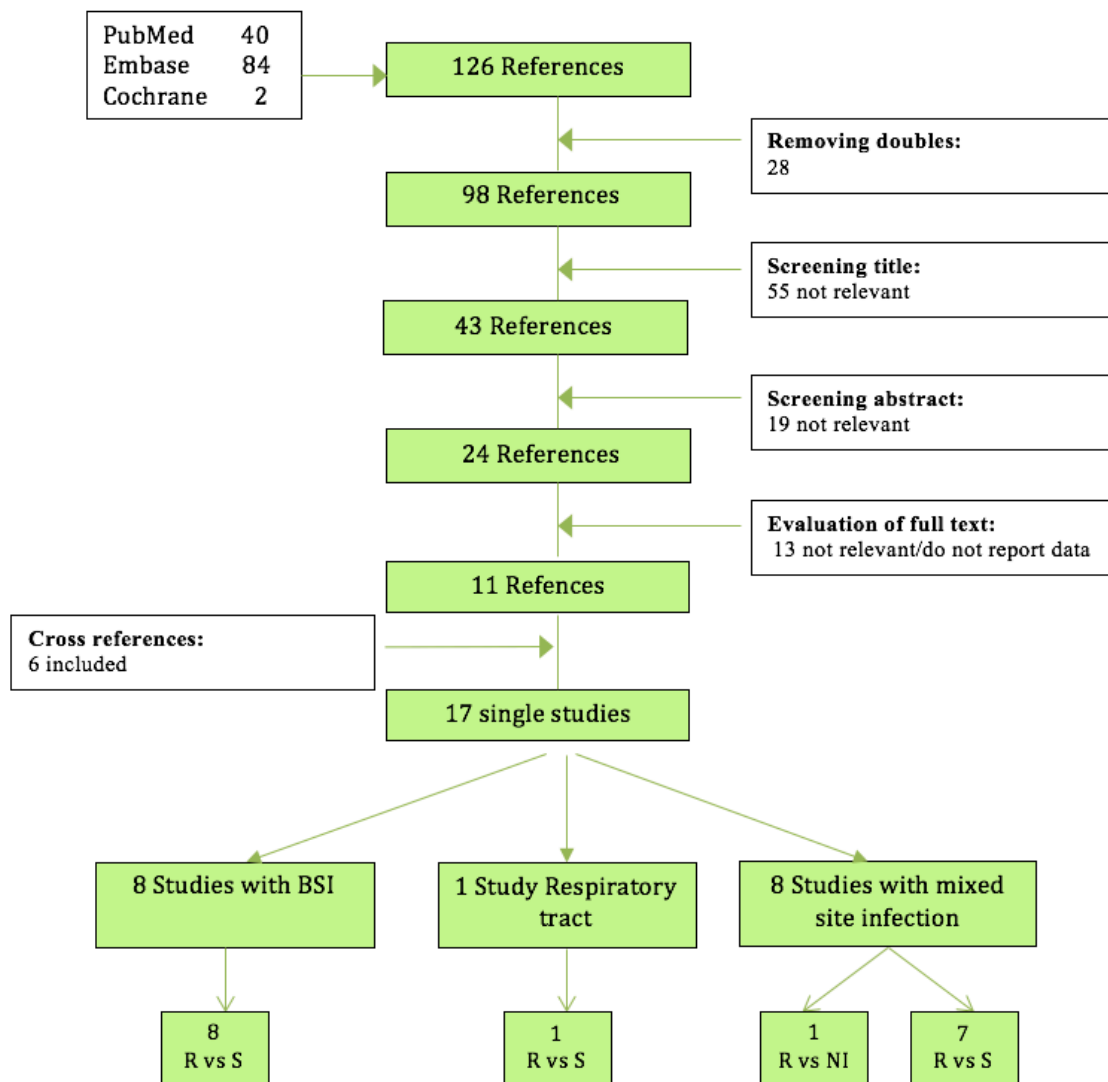 PubMed 40
Embase 84
Cochrane 2
126 References
Removing doubles:
28
98 References
Screening title:
55 not relevant
43 References
Screening abstract:
19 not relevant
24 References
Evaluation of full text:
13 not relevant/do not report data
11 Refences
Cross references:
6 included
17 single studies
8 Studies with BSI
1 Study Respiratory
tract
8 Studies with mixed
site infection
8
R vs S
1
R vs S
1
R vs NI
7
R vs S